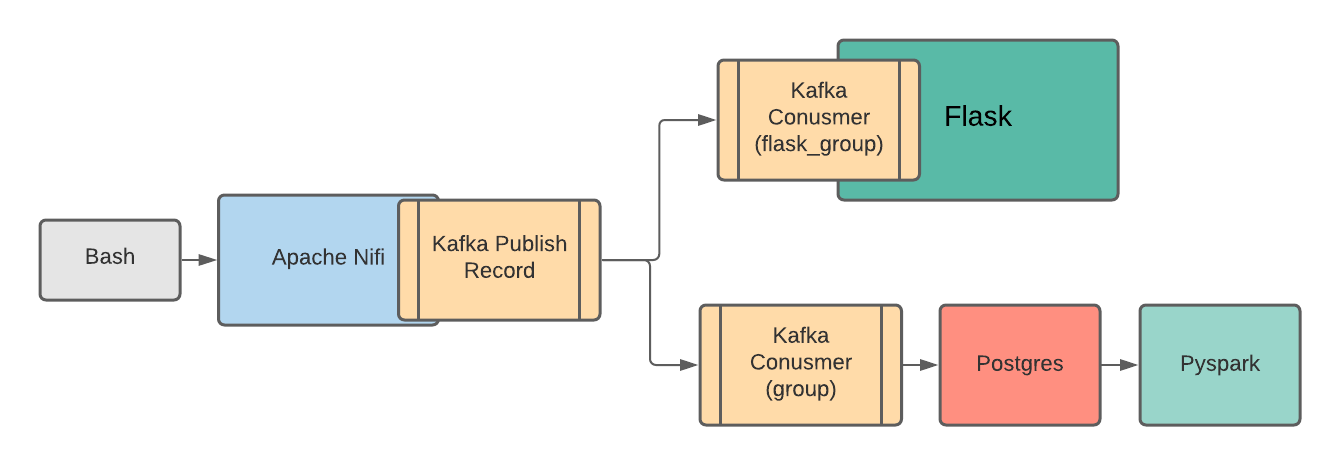 Bash
Apache Nifi
Kafka Publish
Record
Kafka
Conusmer
(flask_group)
Flask
Kafka
Conusmer
(group)
Postgres
Pyspark